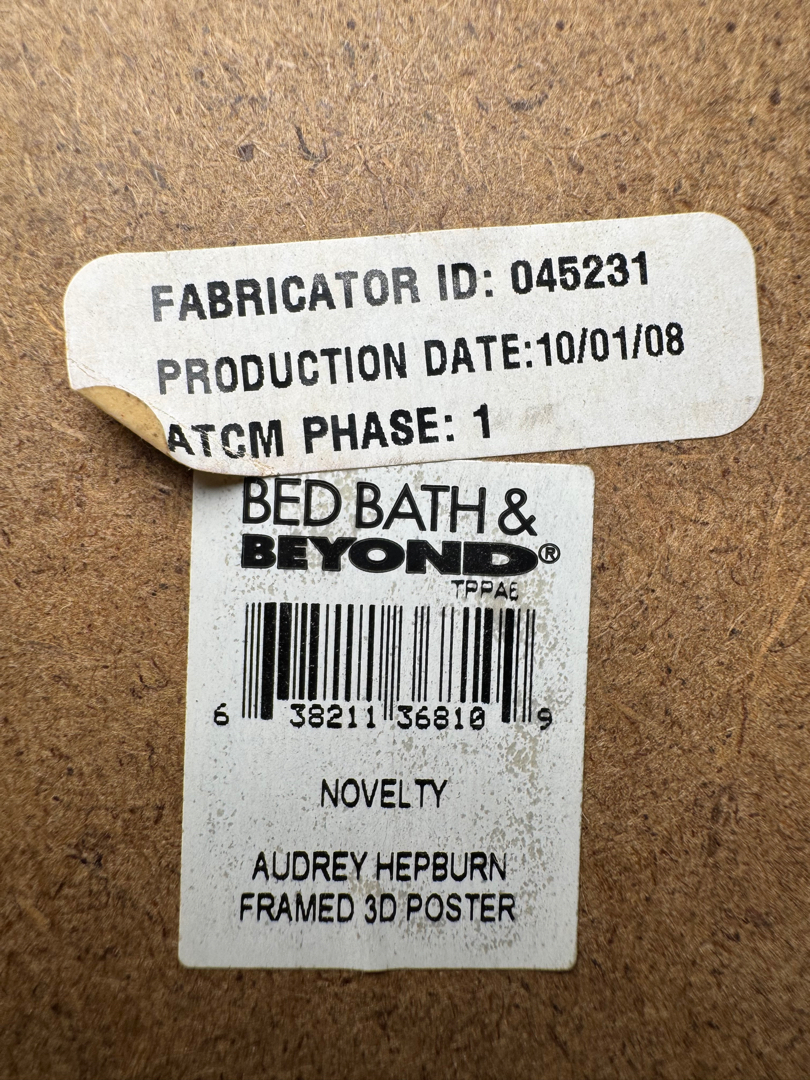 FABRICATOR ID: 045231
PRODUCTION DATE:10/01/08
ATCM PHASE: 1
BED BATH &
BEYOND®
TPPA6
6 38211 36810 9
NOVELTY
AUDREY HEPBURN
FRAMED 3D POSTER